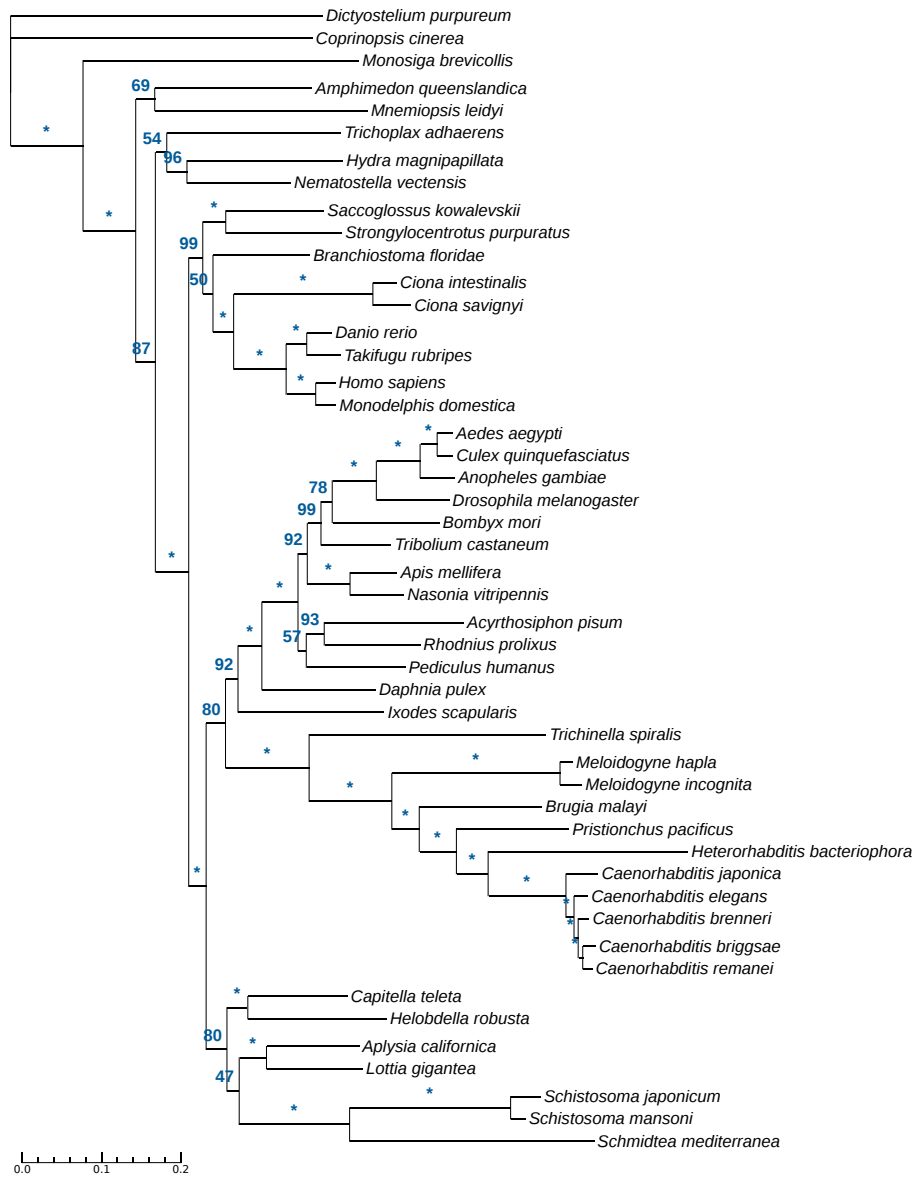 Dictyostelium purpureum
Coprinopsis cinerea
Monosiga brevicollis
69 Amphimedon queenslandica
Mnemiopsis leidyi
* 54 Trichoplax adhaerens
96 Hydra magnipapillata
Nematostella vectensis
* * Saccoglossus kowalevskii
Strongylocentrotus purpuratus
99 Branchiostoma floridae
50 * Ciona intestinalis
Ciona savignyi
* * Danio rerio
87 * Takifugu rubripes
* Homo sapiens
Monodelphis domestica
* Aedes aegypti
* Culex quinquefasciatus
* Anopheles gambiae
78 Drosophila melanogaster
99 Bombyx mori
92 Tribolium castaneum
* * Apis mellifera
* Nasonia vitripennis
93 Acyrthosiphon pisum
* 57 Rhodnius prolixus
92 Pediculus humanus
Daphnia pulex
80 Ixodes scapularis
* Trichinella spiralis
* Meloidogyne hapla
* Meloidogyne incognita
* Brugia malayi
* Pristionchus pacificus
* Heterorhabditis bacteriophora
* * Caenorhabditis japonica
* Caenorhabditis elegans
* Caenorhabditis brenneri
* Caenorhabditis briggsae
Caenorhabditis remanei
* Capitella teleta
Helobdella robusta
80 * Aplysia californica
47 Lottia gigantea
* Schistosoma japonicum
* Schistosoma mansoni
Schmidtea mediterranea
0.0 0.1 0.2